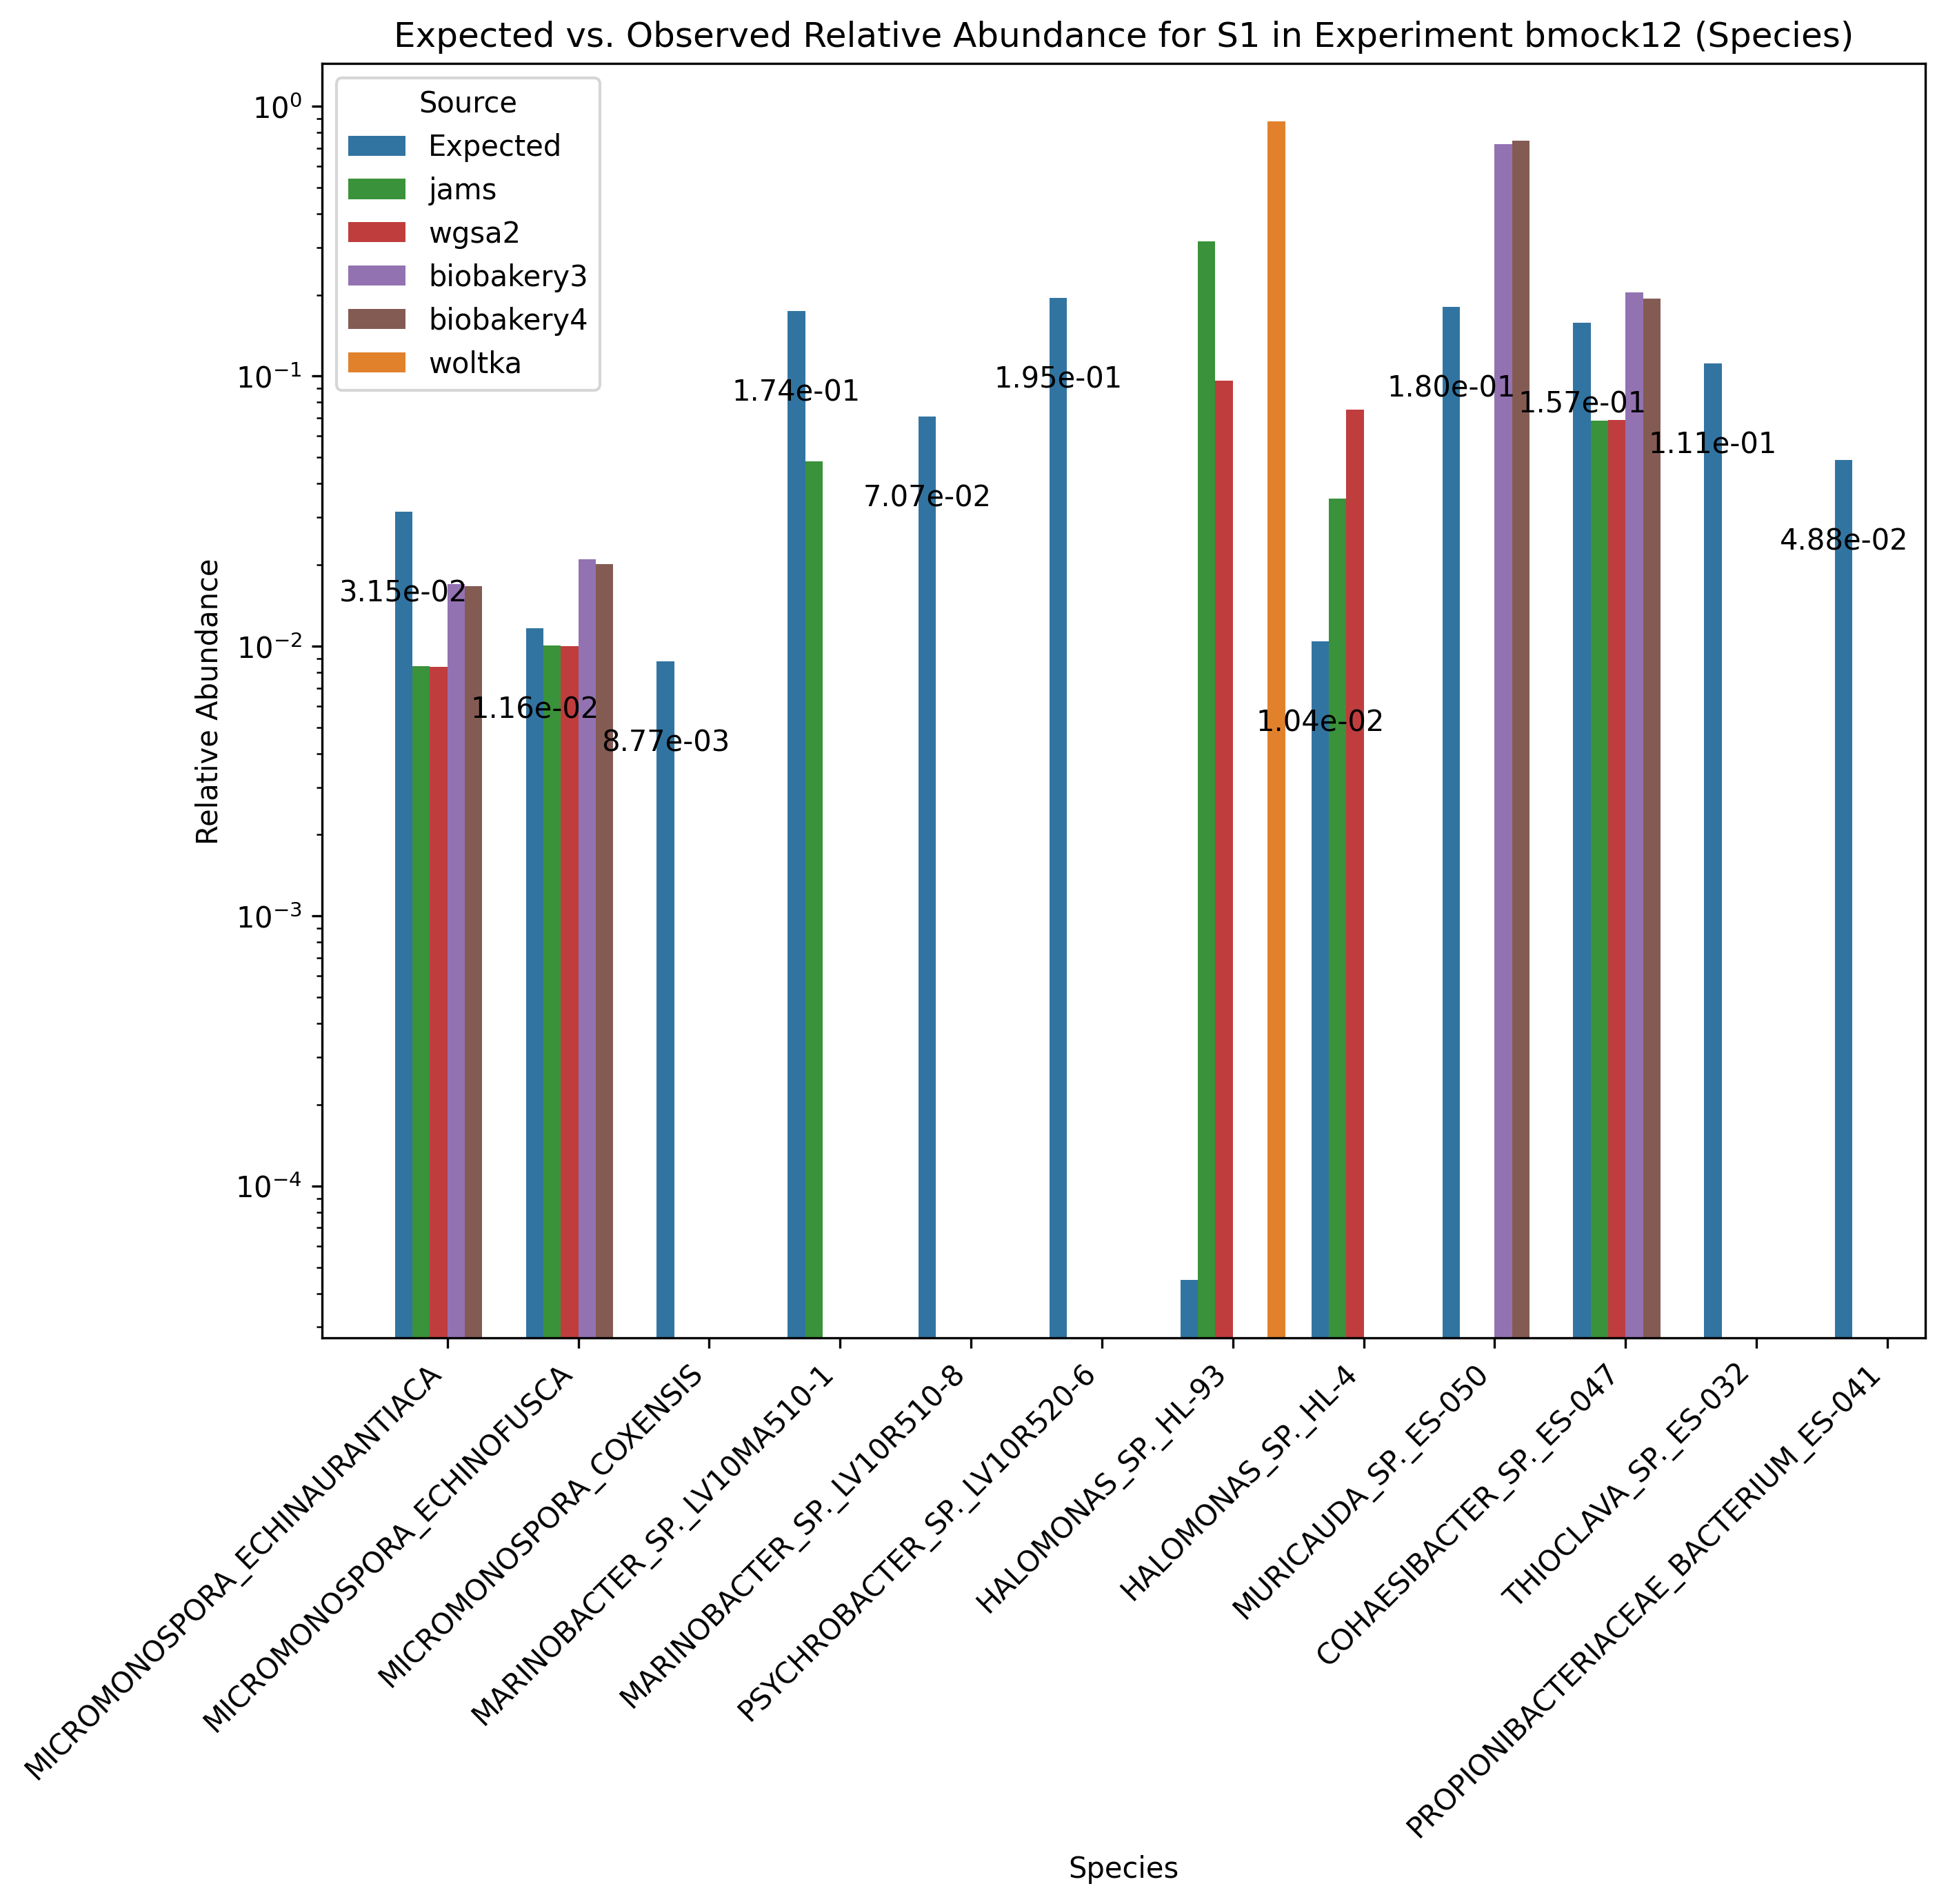 Expected vs. Observed Relative Abundance for S1 in Experiment bmock12 (Species)
Source
Expected
jams
wgsa2
biobakery3
biobakery4
woltka
10⁰
10⁻¹
10⁻²
10⁻³
10⁻⁴
Relative Abundance
3.15e-02
1.16e-02
8.77e-03
1.74e-01
7.07e-02
1.95e-01
1.04e-02
1.80e-01
1.57e-01
1.11e-01
4.88e-02
MICROMONOSPORA_ECHINAURANTIACA
MICROMONOSPORA_ECHINOFUSCA
MICROMONOSPORA_COXENSIS
MARINOBACTER_SP._LV10MA510-1
MARINOBACTER_SP._LV10R510-8
PSYCHROBACTER_SP._LV10R520-6
HALOMONAS_SP._HL-93
HALOMONAS_SP._HL-4
MURICAUDA_SP._ES-050
COHAESIBACTER_SP._ES-047
THIOCLAVA_SP._ES-032
PROPIONIBACTERIACEAE_BACTERIUM_ES-041
Species